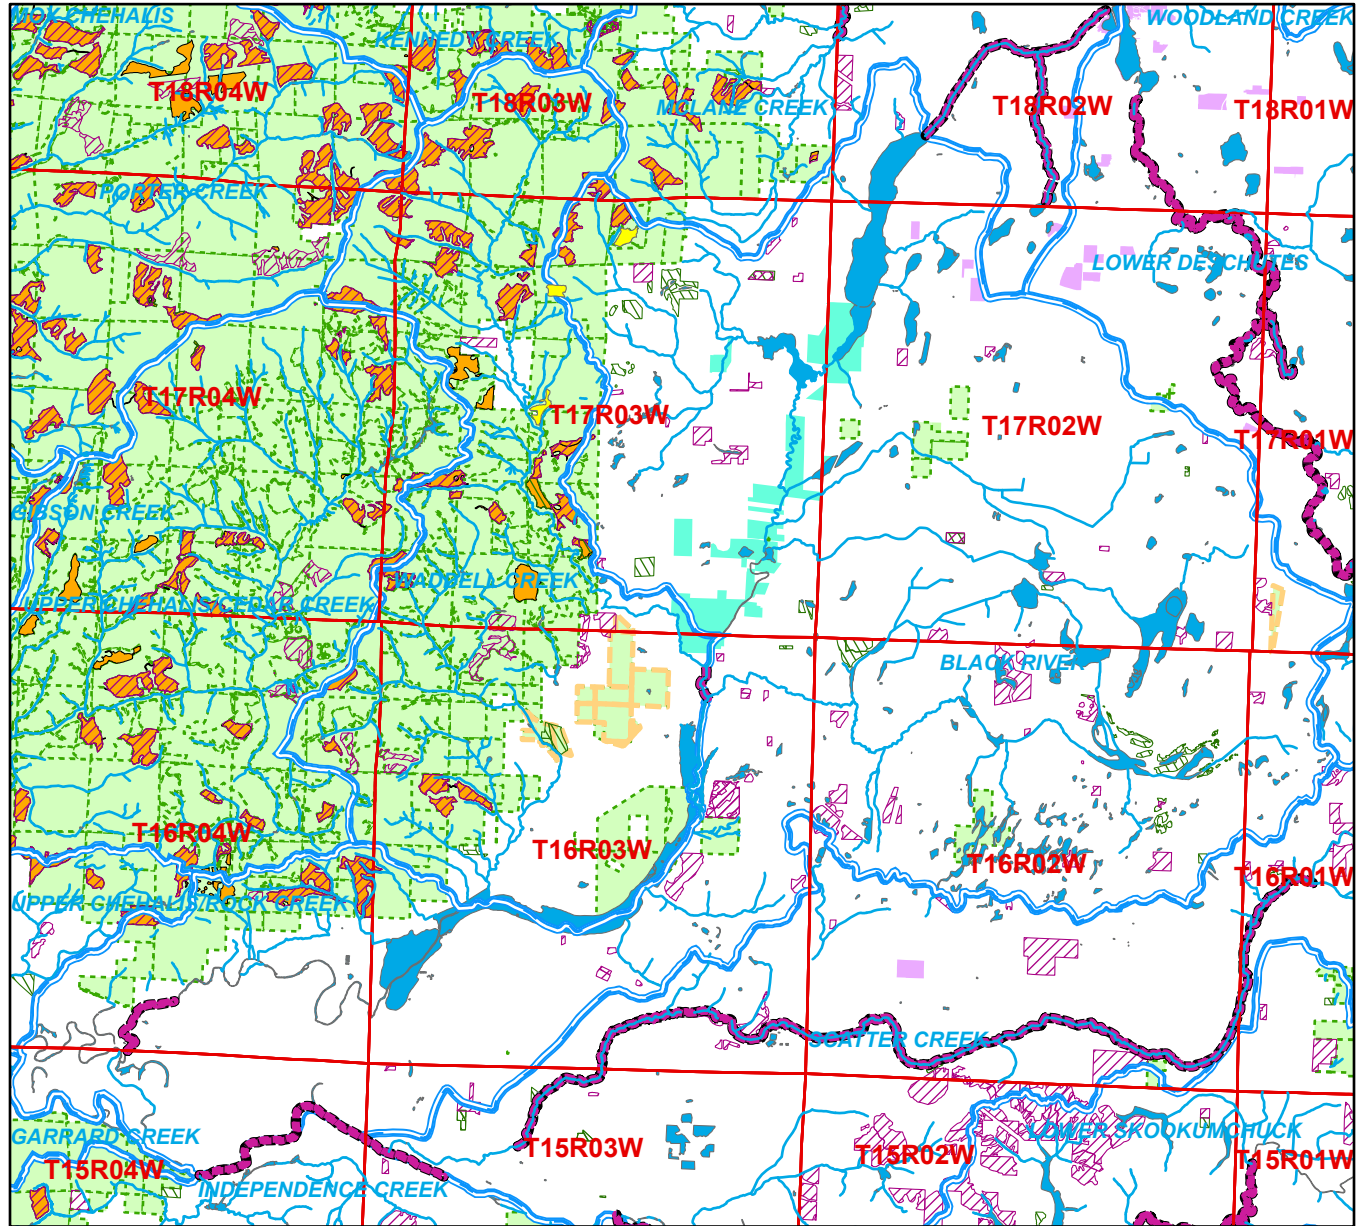 MOX CHEHALIS
WOODLAND CREEK
KENNEDY CREEK
T18R04W
T18R03W
MCLANE CREEK
T18R02W
T18R01W
PORTER CREEK
LOWER DESCHUTES
T17R04W
T17R03W
T17R02W
T17R01W
GIBSON CREEK
WADDELL CREEK
UPPER CHEHALIS/CEDAR CREEK
BLACK RIVER
T16R04W
T16R03W
T16R02W
T16R01W
UPPER CHEHALIS/ROCK CREEK
SCATTER CREEK
GARRARD CREEK
LOWER SKOOKUMCHUCK
T15R04W
T15R03W
T15R02W
T15R01W
INDEPENDENCE CREEK